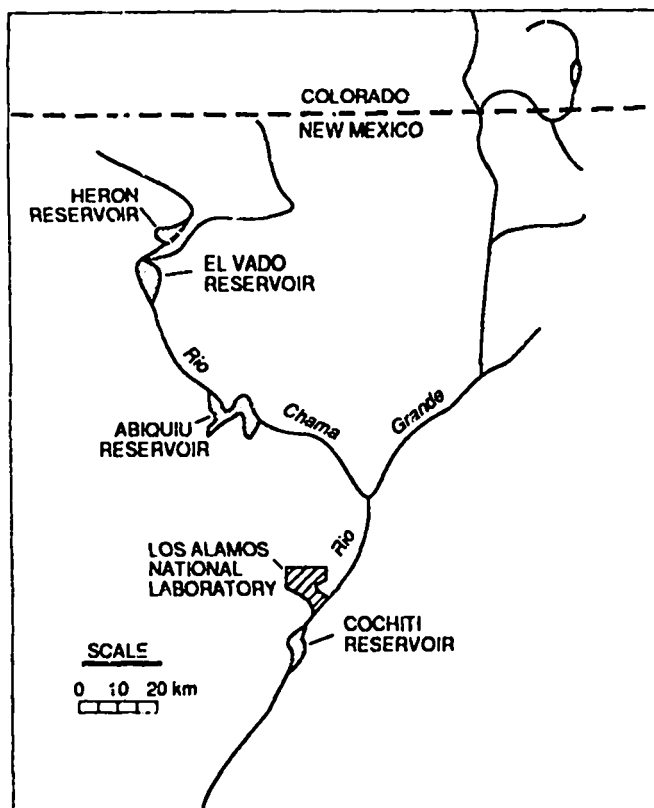 COLORADO
NEW MEXICO
HERON
RESERVOIR
EL VADO
RESERVOIR
Rio
Chama
Grande
ABIQUIU
RESERVOIR
Rio
LOS ALAMOS
NATIONAL
LABORATORY
COCHITI
RESERVOIR
SCALE
0 10 20 km